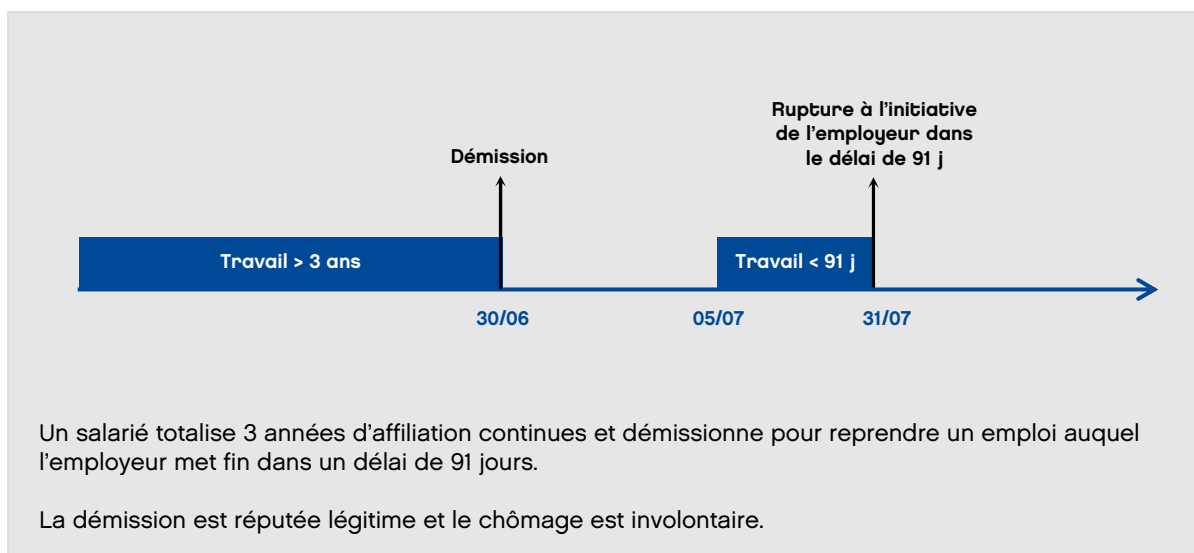 Rupture à l'initiative
de l'employeur dans
le délai de 91 j
Démission
Travail > 3 ans
Travail < 91 j
30/06
05/07
31/07
Un salarié totalise 3 années d'affiliation continues et démissionne pour reprendre un emploi auquel
l'employeur met fin dans un délai de 91 jours.
La démission est réputée légitime et le chômage est involontaire.